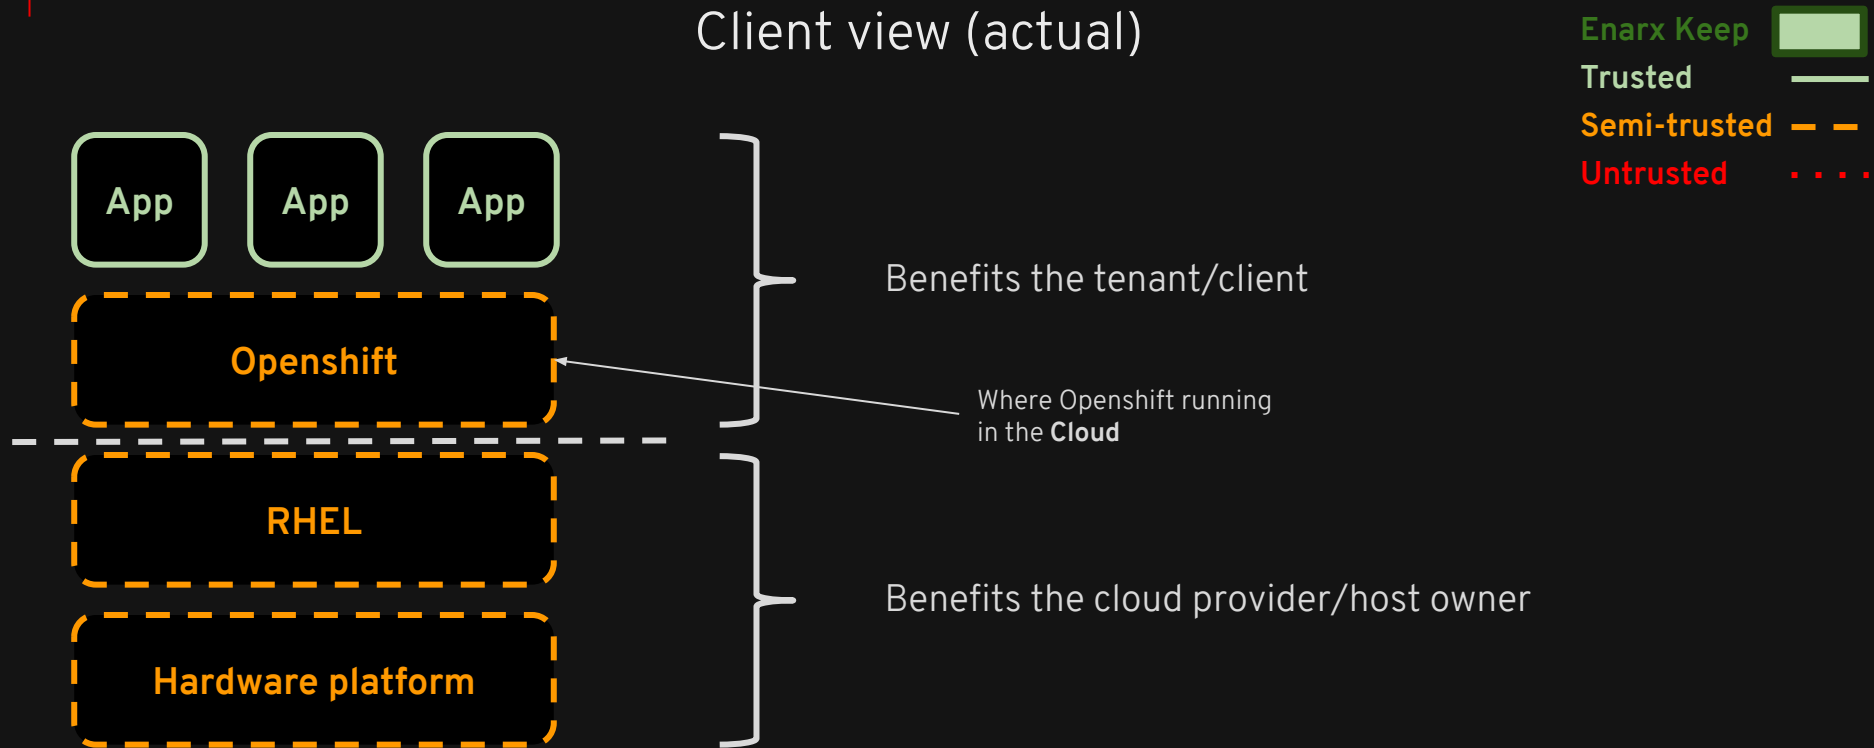 Client view (actual)
Enarx Keep
Trusted
Semi-trusted
Untrusted
App App App
Benefits the tenant/client
Openshift
Where Openshift running
in the Cloud
RHEL
Benefits the cloud provider/host owner
Hardware platform